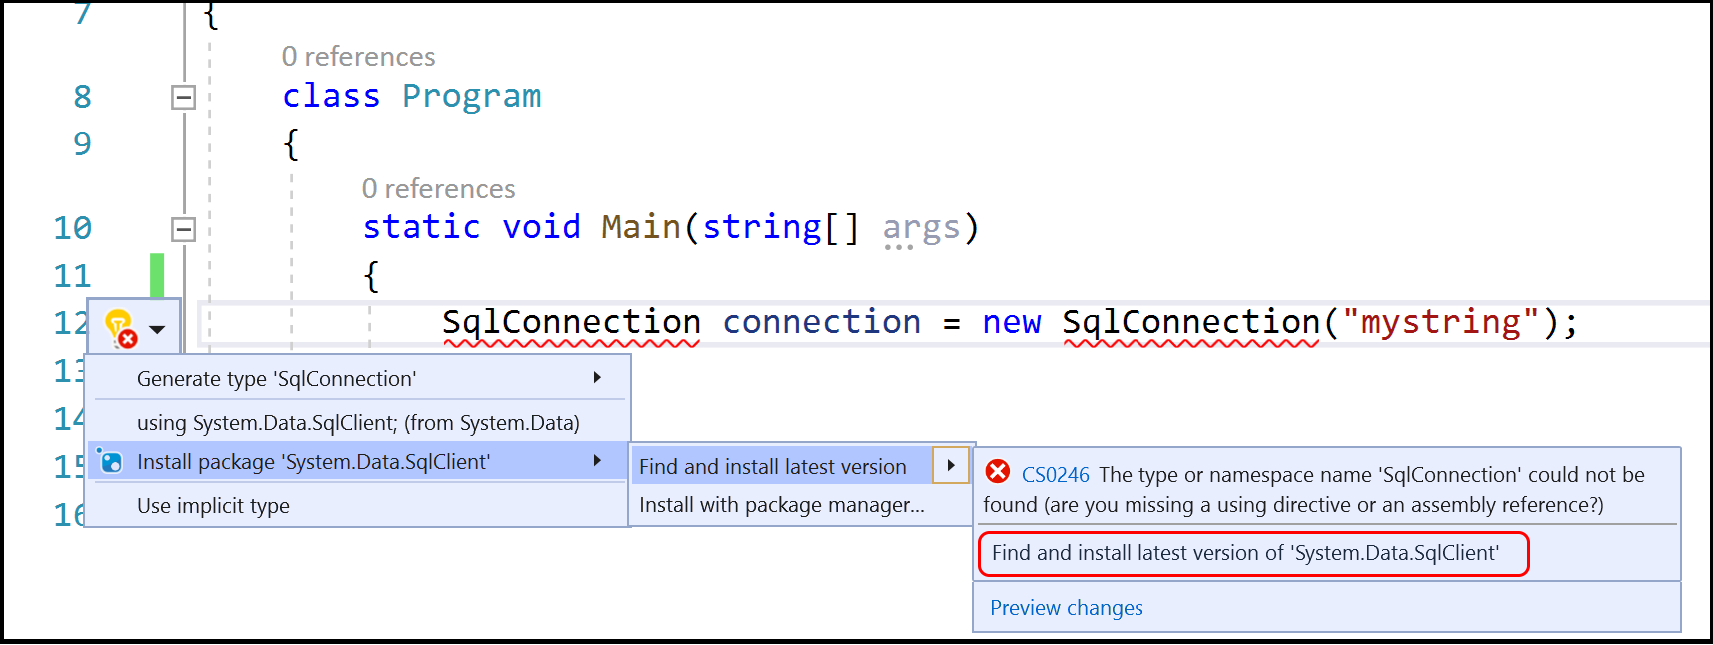 7 {
0 references
8 class Program
9 {
0 references
10 static void Main(string[] args)
11 {
12 SqlConnection connection = new SqlConnection("mystring");
13
Generate type 'SqlConnection'
14
using System.Data.SqlClient; (from System.Data)
15
Install package 'System.Data.SqlClient'
16
Use implicit type
Find and install latest version
Install with package manager...
CS0246 The type or namespace name 'SqlConnection' could not be
found (are you missing a using directive or an assembly reference?)
Find and install latest version of 'System.Data.SqlClient'
Preview changes